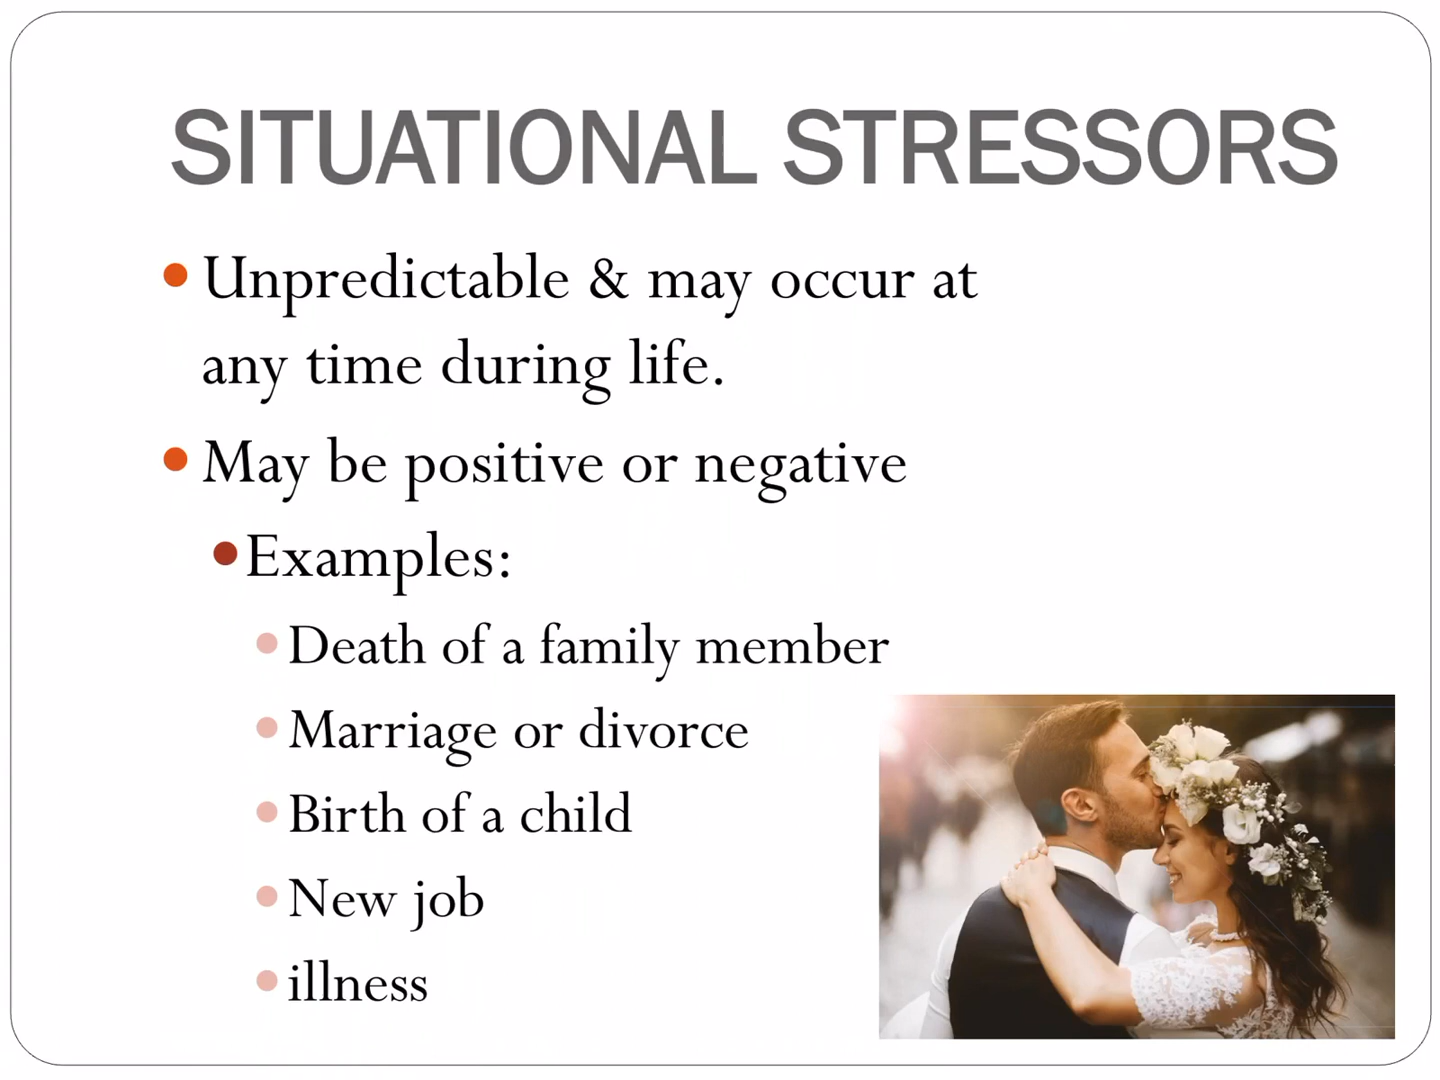 SITUATIONAL STRESSORS
• Unpredictable & may occur at
any time during life.
• May be positive or negative
• Examples:
• Death of a family member
• Marriage or divorce
• Birth of a child
• New job
• illness